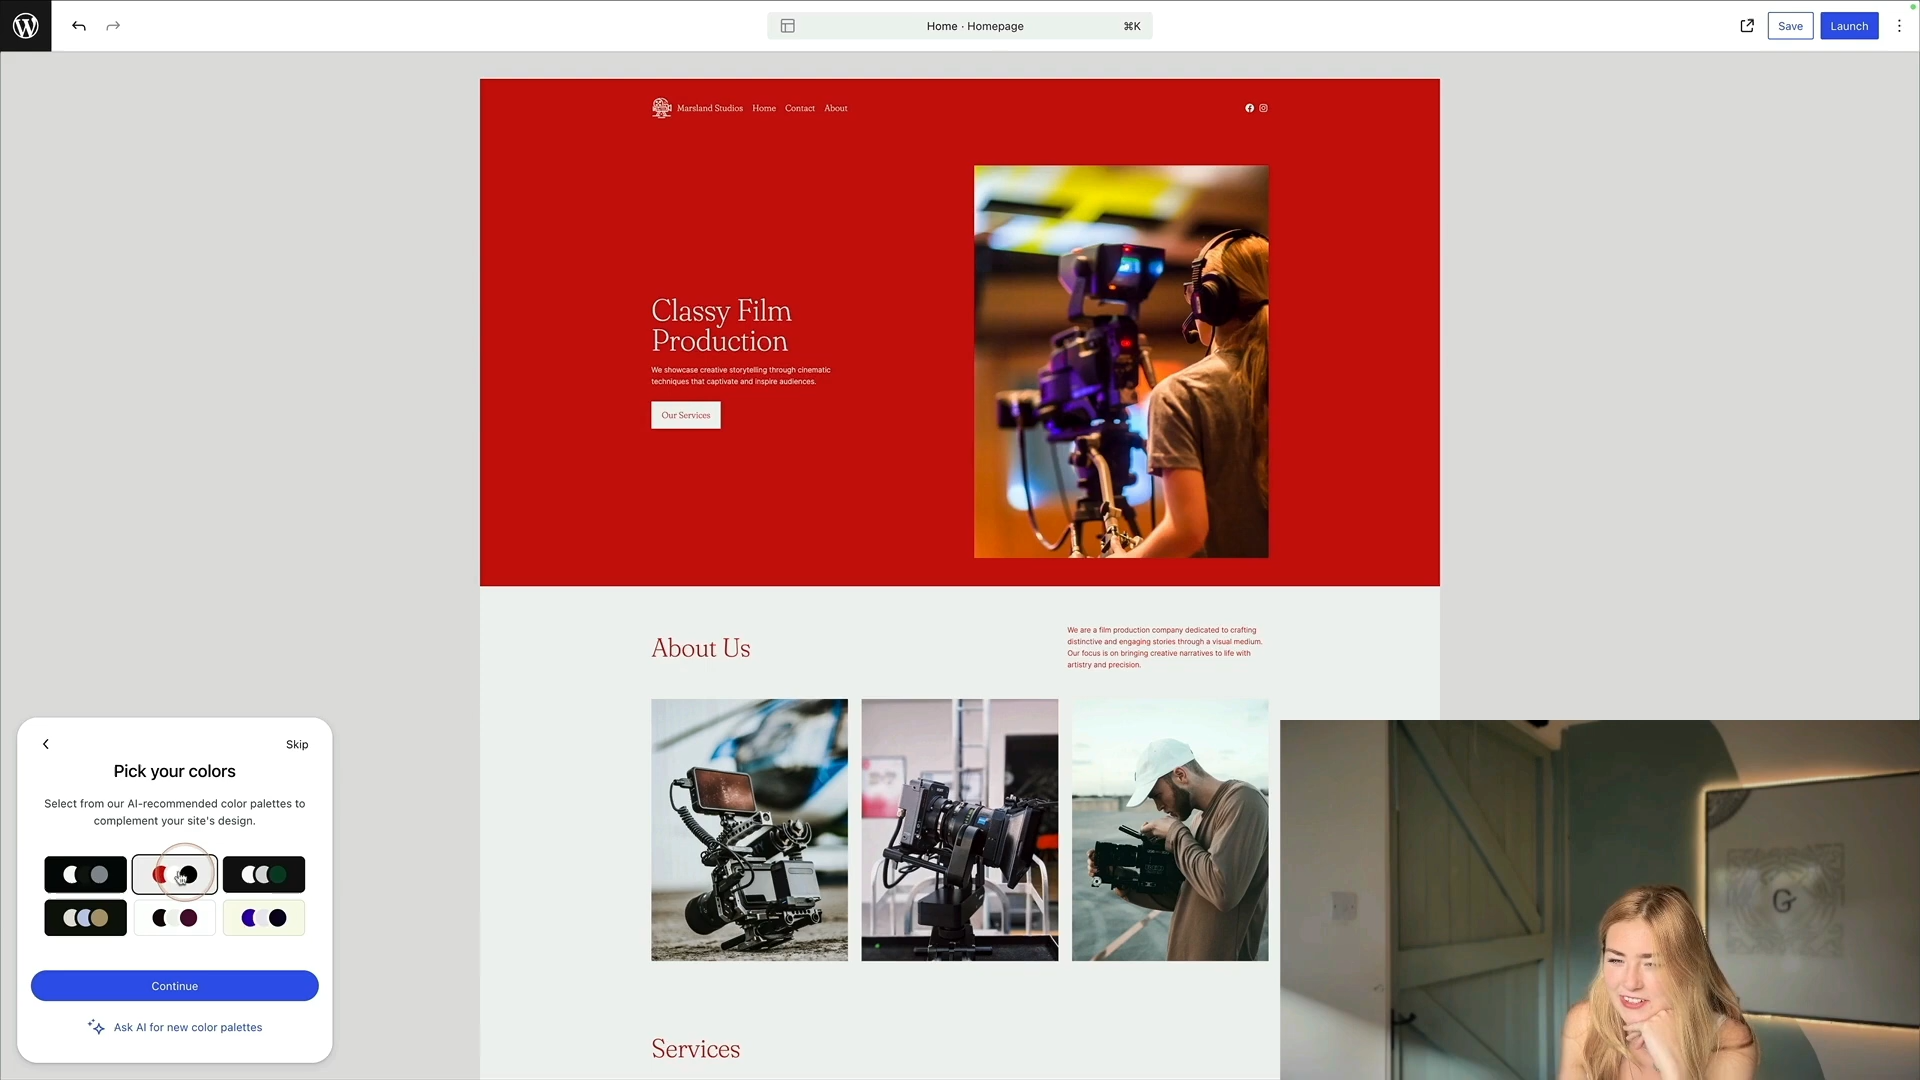 Home · Homepage
⌘K
Save
Launch
Marsland Studios
Home
Contact
About
Classy Film
Production
We showcase creative storytelling through cinematic
techniques that captivate and inspire audiences.
Our Services
About Us
We are a film production company dedicated to crafting
distinctive and engaging stories through a visual medium.
Our focus is on bringing creative narratives to life with
artistry and precision.
Services
Skip
Pick your colors
Select from our AI-recommended color palettes to
complement your site's design.
Continue
Ask AI for new color palettes